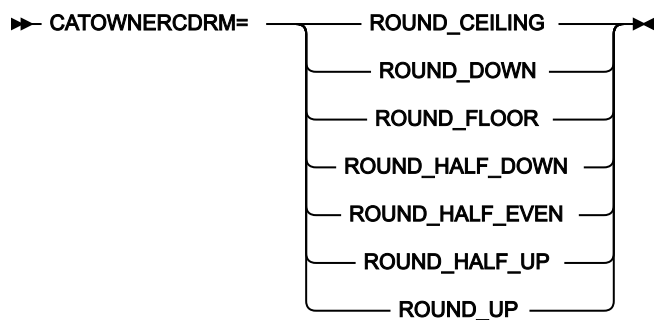 CATOWNERCDRM= ROUND_CEILING
ROUND_DOWN
ROUND_FLOOR
ROUND_HALF_DOWN
ROUND_HALF_EVEN
ROUND_HALF_UP
ROUND_UP